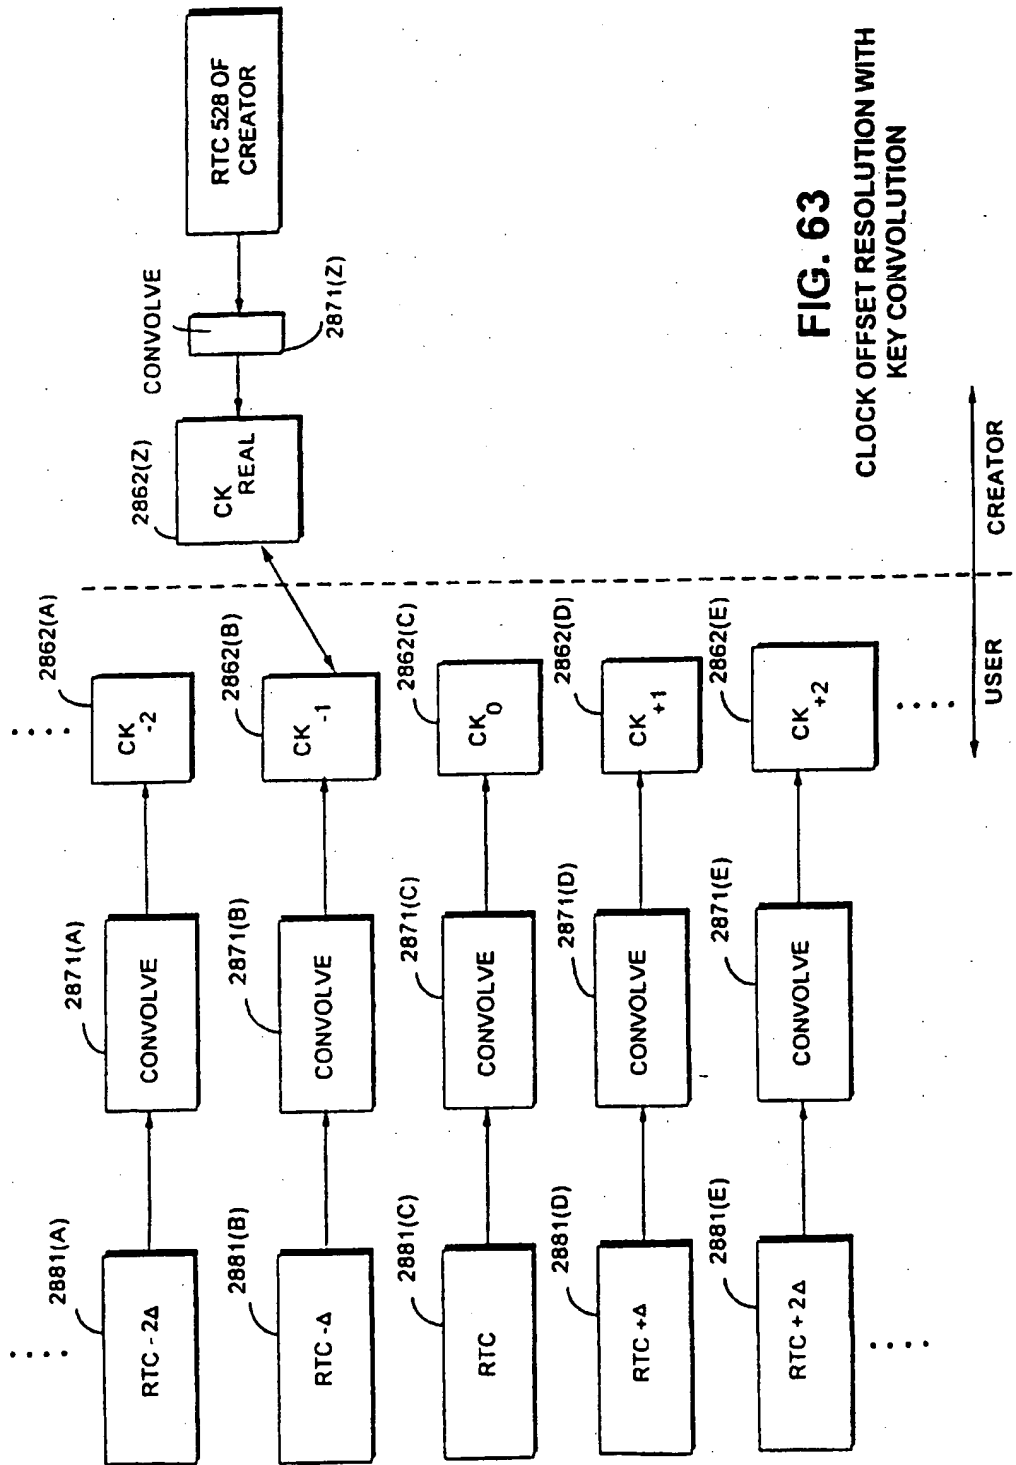 RTC 528 OF
CREATOR
CONVOLVE
2871(Z)
2862(Z)
CK REAL
2881(A)
RTC - 2Δ
2871(A)
CONVOLVE
2862(A)
CK -2
2881(B)
RTC -Δ
2871(B)
CONVOLVE
2862(B)
CK -1
2881(C)
RTC
2871(C)
CONVOLVE
2862(C)
CK 0
2881(D)
RTC +Δ
2871(D)
CONVOLVE
2862(D)
CK +1
2881(E)
RTC + 2Δ
2871(E)
CONVOLVE
2862(E)
CK +2
USER
CREATOR
FIG. 63
CLOCK OFFSET RESOLUTION WITH
KEY CONVOLUTION